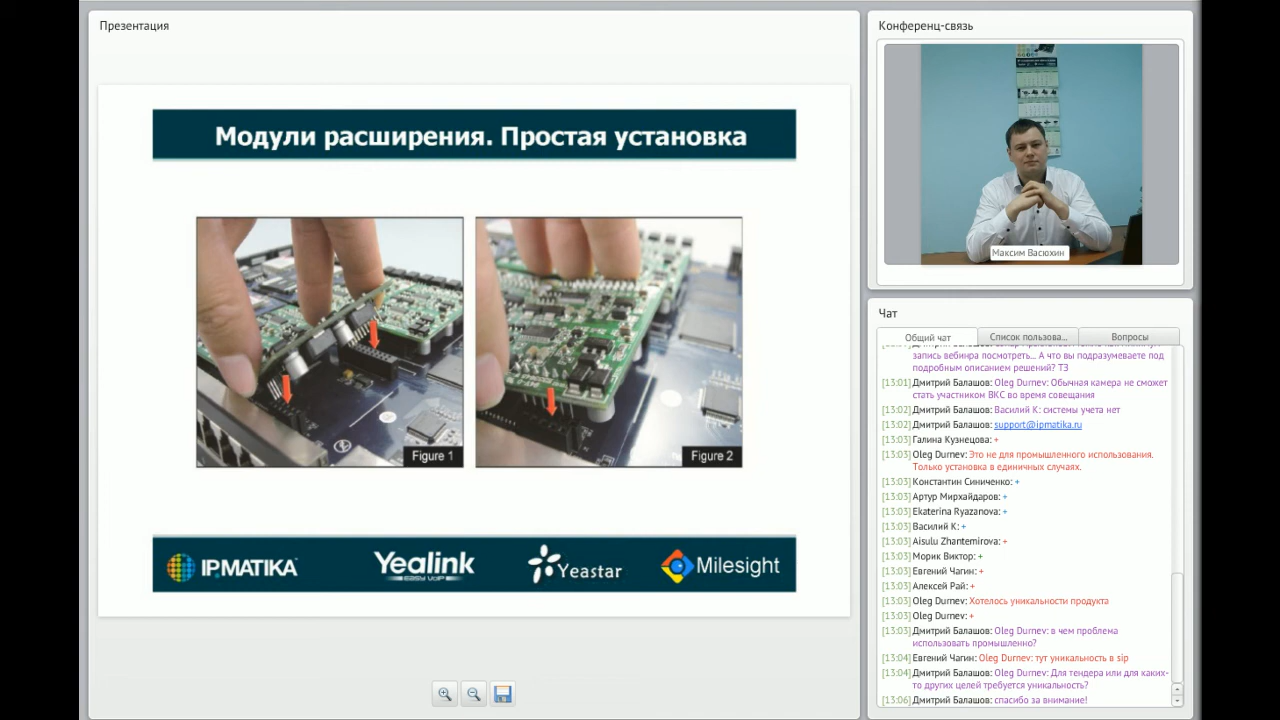 Презентация
Модули расширения. Простая установка
Figure 1
Figure 2
IPMATIKA
Yealink
EASY VOIP
Yeastar
Milesight
Конференц-связь
Максим Васюхин
Чат
Общий чат
Список пользова...
Вопросы
запись вебинра посмотреть... А что вы подразумеваете под
подробным описанием решений? ТЗ
[13:01] Дмитрий Балашов: Oleg Durnev: Обычная камера не сможет
стать участником ВКС во время совещания
[13:02] Дмитрий Балашов: Василий К: системы учета нет
[13:02] Дмитрий Балашов: support@ipmatika.ru
[13:03] Галина Кузнецова: +
[13:03] Oleg Durnev: Это не для промышленного использования.
Только установка в единичных случаях.
[13:03] Константин Синиченко: +
[13:03] Артур Мирхайдаров: +
[13:03] Ekaterina Ryazanova: +
[13:03] Василий К: +
[13:03] Aisulu Zhantemirova: +
[13:03] Морик Виктор: +
[13:03] Евгений Чагин: +
[13:03] Алексей Рай: +
[13:03] Oleg Durnev: Хотелось уникальности продукта
[13:03] Oleg Durnev: +
[13:03] Дмитрий Балашов: Oleg Durnev: в чем проблема
использовать промышленно?
[13:04] Евгений Чагин: Oleg Durnev: тут уникальность в sip
[13:04] Дмитрий Балашов: Oleg Durnev: Для тендера или для каких-
то других целей требуется уникальность?
[13:06] Дмитрий Балашов: спасибо за внимание!